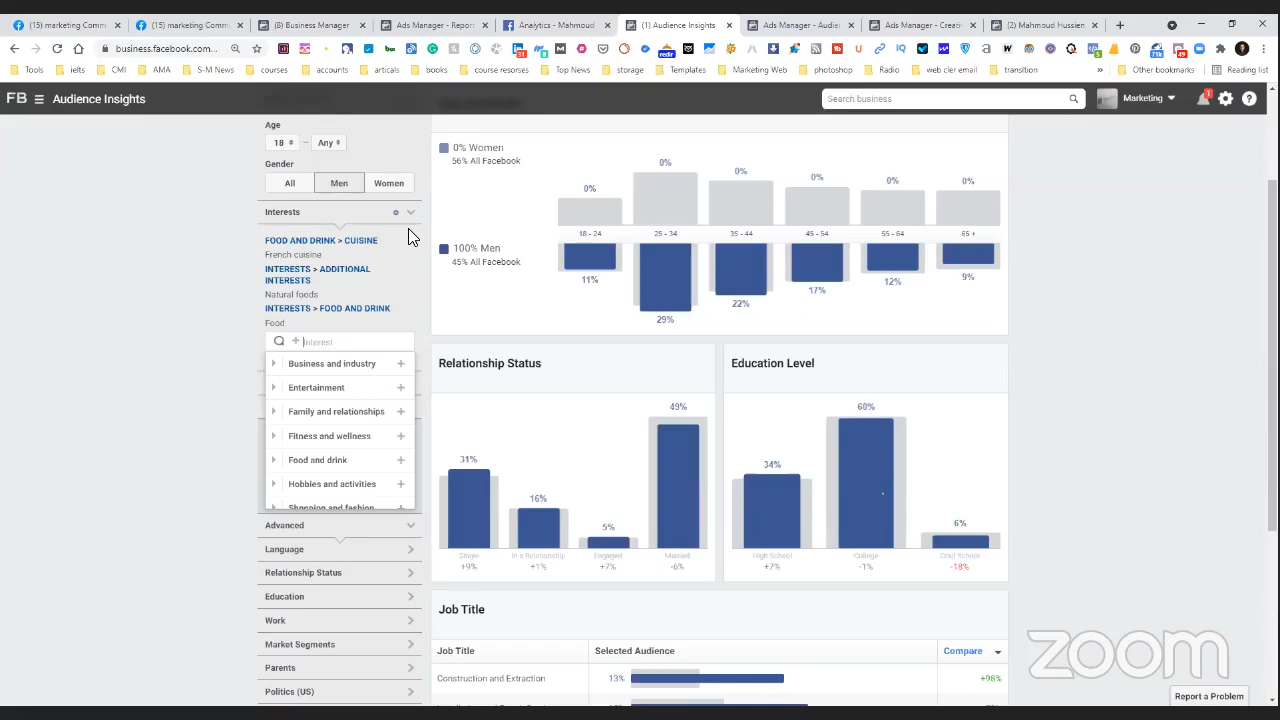 (15) marketing Comm
(15) marketing Comm
(8) Business Manager
Ads Manager - Report
Analytics - Mahmoud
(1) Audience Insights
Ads Manager - Audie
Ads Manager - Creati
(2) Mahmoud Hussien
business.facebook.com...
Tools
ielts
CMI
AMA
S-M News
courses
accounts
articals
books
course resorses
Top News
storage
Templates
Marketing Web
photoshop
Radio
web cler email
transltion
Other bookmarks
Reading list
FB
Audience Insights
Search business
Marketing
1
Age
18
Any
Gender
All
Men
Women
Interests
FOOD AND DRINK > CUISINE
French cuisine
INTERESTS > ADDITIONAL
INTERESTS
Natural foods
INTERESTS > FOOD AND DRINK
Food
Interest
Business and industry
Entertainment
Family and relationships
Fitness and wellness
Food and drink
Hobbies and activities
Shopping and fashion
Advanced
Language
Relationship Status
Education
Work
Market Segments
Parents
Politics (US)
0% Women
56% All Facebook
0%
0%
0%
0%
0%
0%
18 - 24
25 - 34
35 - 44
45 - 54
55 - 64
65 +
100% Men
45% All Facebook
11%
29%
22%
17%
12%
9%
Relationship Status
31%
16%
5%
49%
Single
In a Relationship
Engaged
Married
+9%
+1%
+7%
-6%
Education Level
34%
60%
6%
High School
College
Grad School
+7%
-1%
-18%
Job Title
Job Title
Selected Audience
Compare
Construction and Extraction
13%
+98%
zoom
Report a Problem